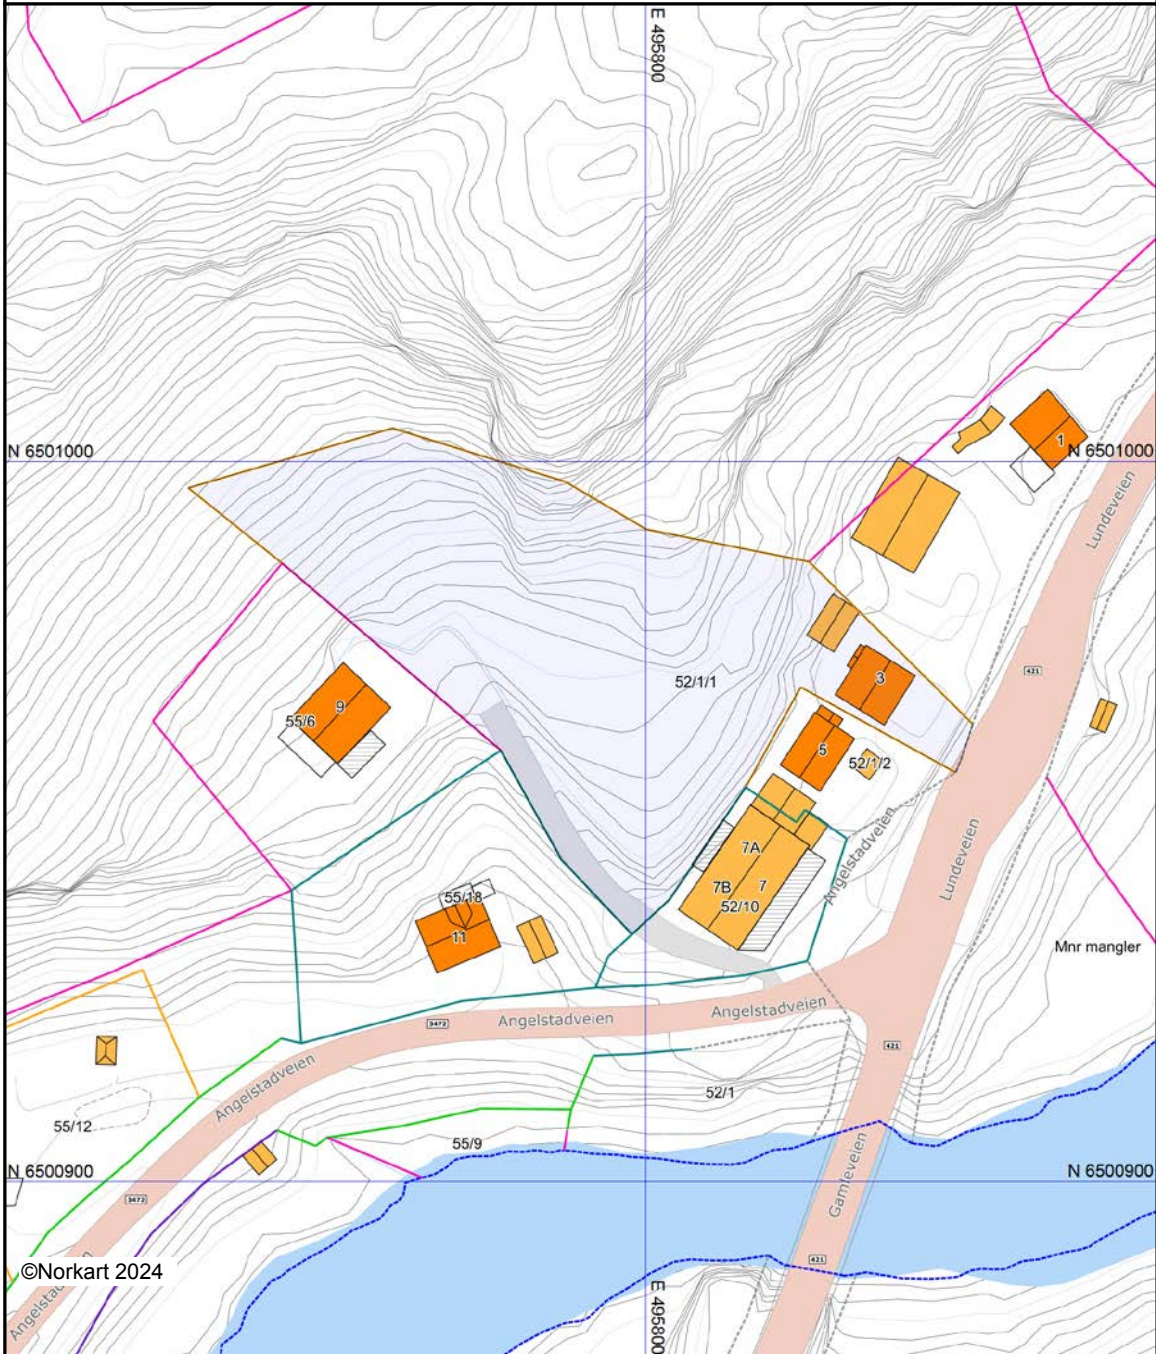 E 495800
N 6501000
1
N 6501000
Lundeveien
421
3
52/1/1
9
55/6
5
52/1/2
7A
Angelstadveien
7B
7
52/10
Lundeveien
55/18
11
Mnr mangler
Angelstadveien
3472
Angelstadveien
421
Angelstadveien
52/1
55/12
55/9
N 6500900
N 6500900
Gamleveien
3472
421
©Norkart 2024
E 495800